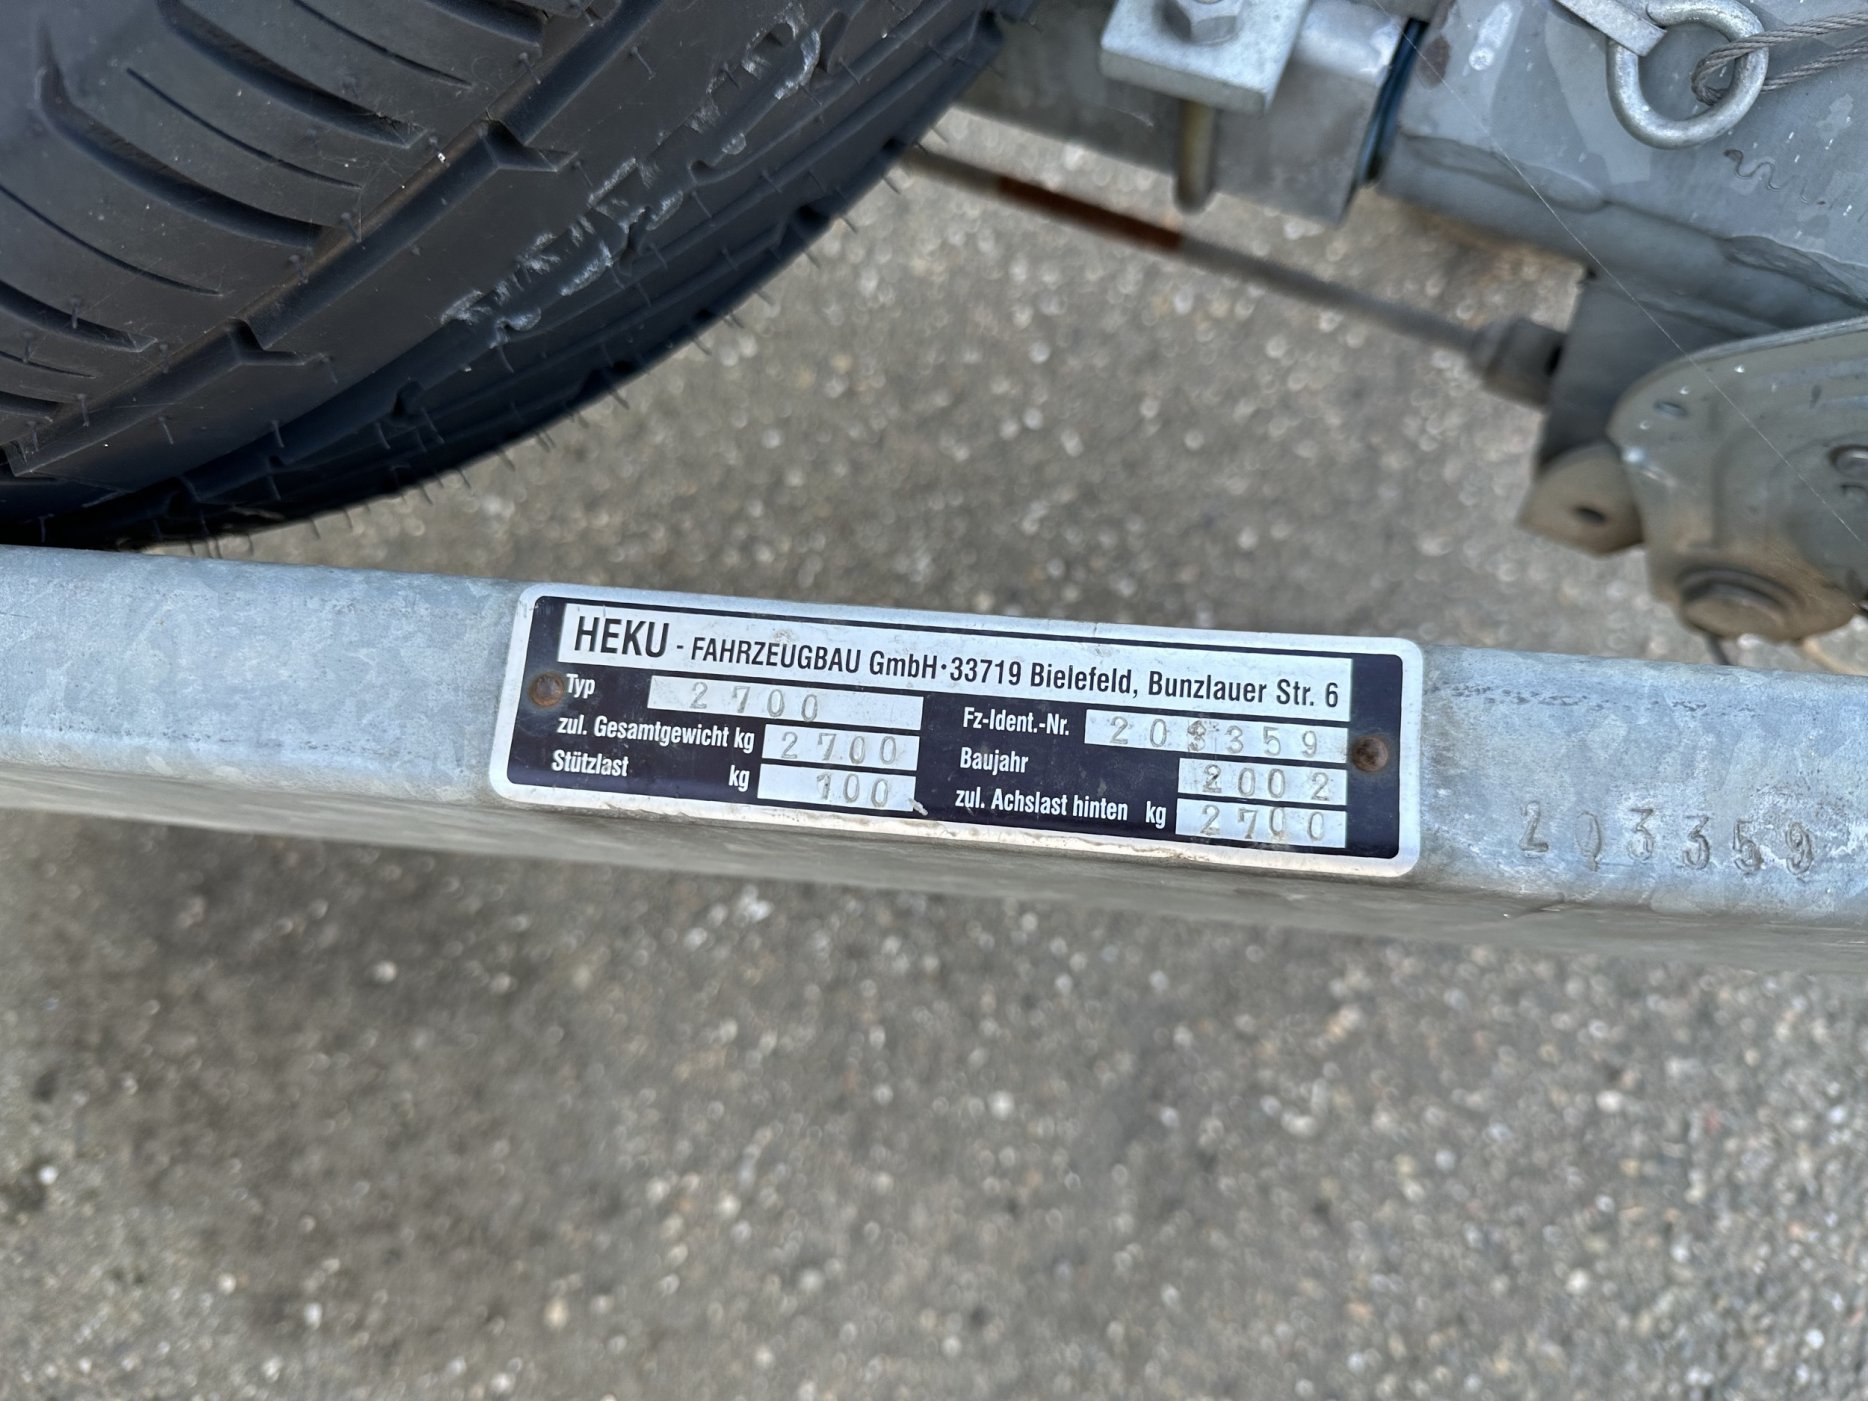 HEKU - FAHRZEUGBAU GmbH · 33719 Bielefeld, Bunzlauer Str. 6
Typ 2700
zul. Gesamtgewicht kg 2700
Stützlast kg 100
Fz-Ident.-Nr. 203359
Baujahr 2002
zul. Achslast hinten kg 2700
203359